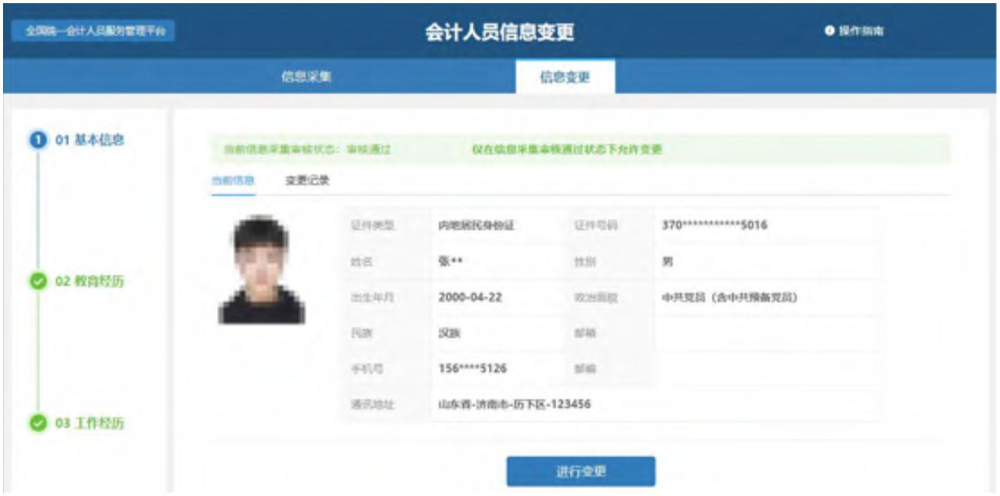 全国统一会计人员服务管理平台
会计人员信息变更
操作指南
信息采集
信息变更
1 01 基本信息
当前信息采集审核状态：审核通过 仅在信息采集审核通过状态下允许变更
当前信息 变更记录
证件类型 内地居民身份证 证件号码 370************5016
姓名 张** 性别 男
02 教育经历
出生年月 2000-04-22 政治面貌 中共党员（含中共预备党员）
民族 汉族 邮箱
手机号 156****5126 邮编
通讯地址 山东省-济南市-历下区-123456
03 工作经历
进行变更